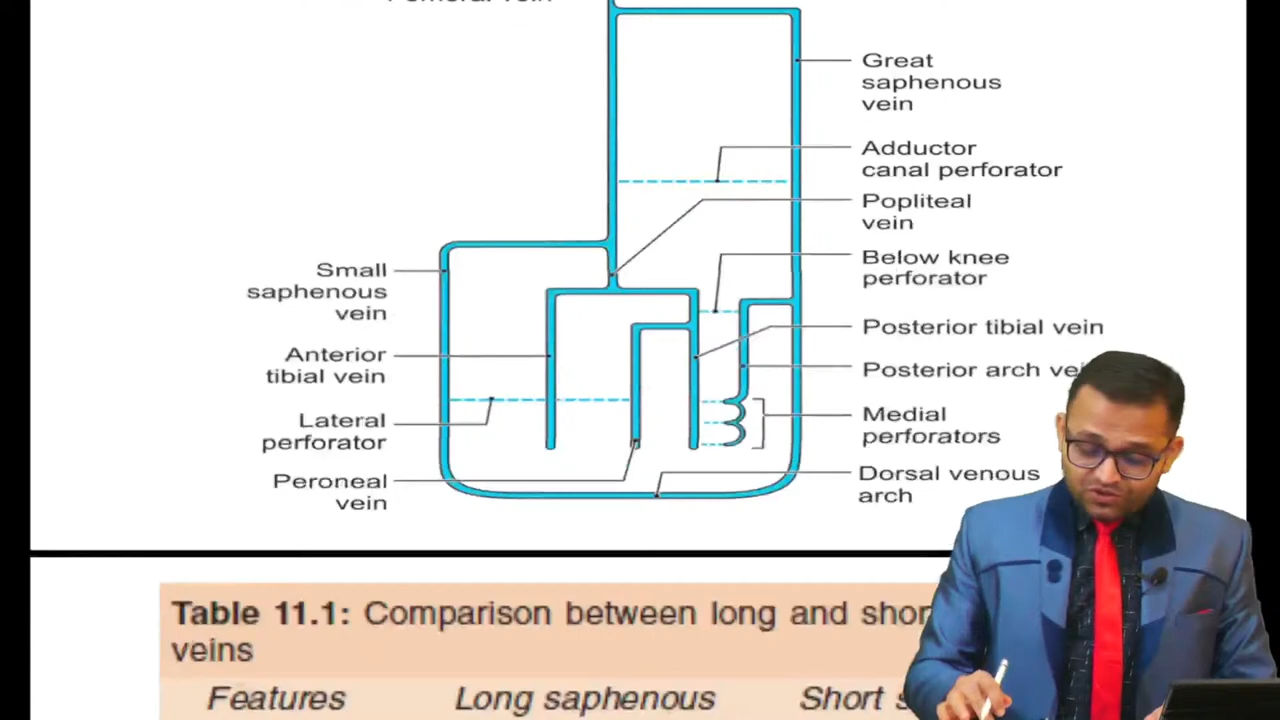 Femoral vein
Great
saphenous
vein
Adductor
canal perforator
Popliteal
vein
Below knee
perforator
Small
saphenous
vein
Posterior tibial vein
Anterior
tibial vein
Posterior arch
Lateral
perforator
Medial
perforators
Peroneal
vein
Dorsal venous
arch
Table 11.1: Comparison between long and
veins
Features Long saphenous Short